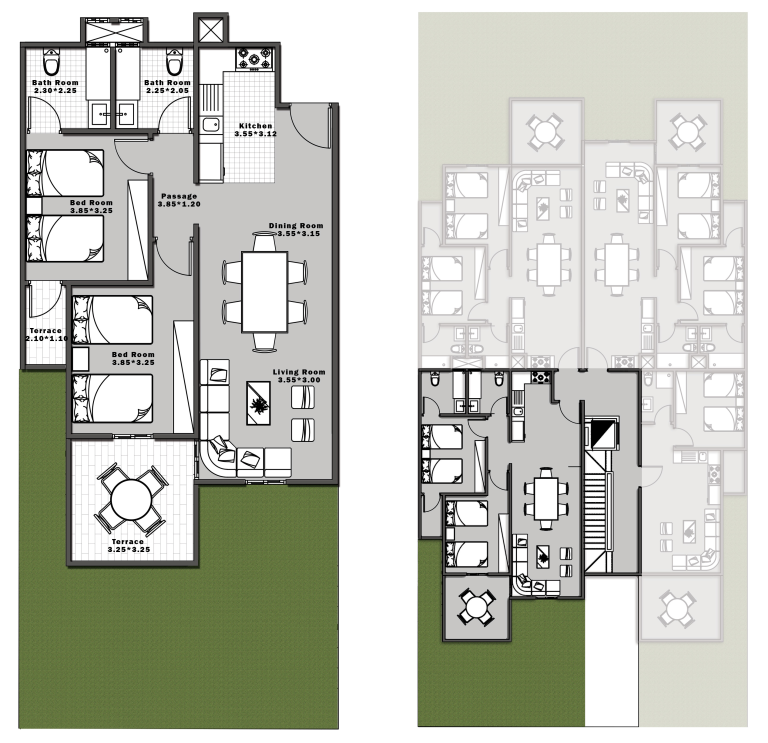 Bath Room
2.30*2.25
Bath Room
2.25*2.05
Kitchen
3.55*3.12
Bed Room
3.85*3.25
Passage
3.85*1.20
Dining Room
3.55*3.15
Terrace
2.10*1.10
Bed Room
3.85*3.25
Living Room
3.55*3.00
Terrace
3.25*3.25